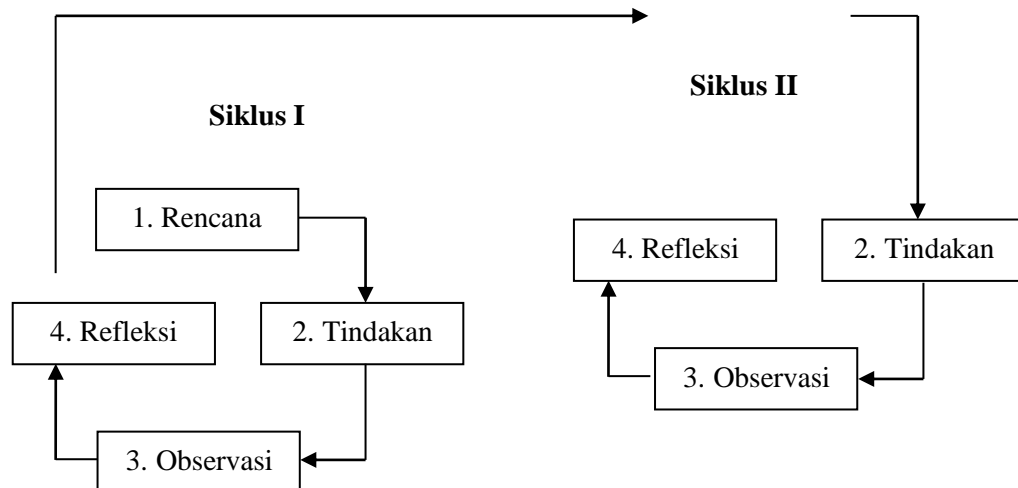 Siklus I
1. Rencana
4. Refleksi
2. Tindakan
3. Observasi
Siklus II
4. Refleksi
2. Tindakan
3. Observasi